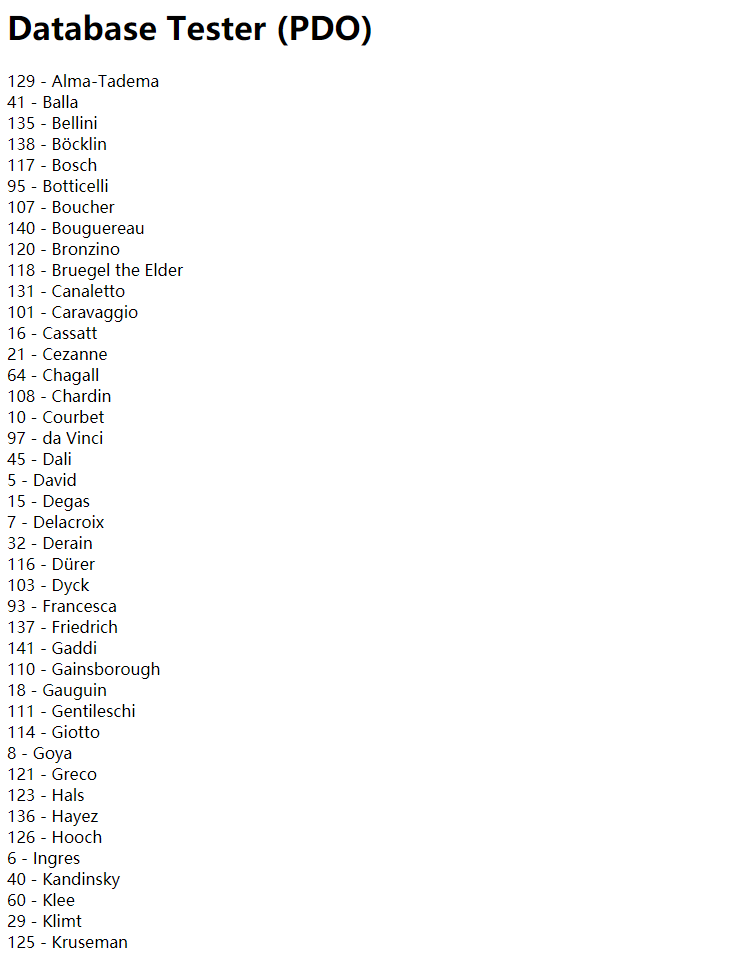 Database Tester (PDO)
129 - Alma-Tadema
41 - Balla
135 - Bellini
138 - Böcklin
117 - Bosch
95 - Botticelli
107 - Boucher
140 - Bouguereau
120 - Bronzino
118 - Bruegel the Elder
131 - Canaletto
101 - Caravaggio
16 - Cassatt
21 - Cezanne
64 - Chagall
108 - Chardin
10 - Courbet
97 - da Vinci
45 - Dali
5 - David
15 - Degas
7 - Delacroix
32 - Derain
116 - Dürer
103 - Dyck
93 - Francesca
137 - Friedrich
141 - Gaddi
110 - Gainsborough
18 - Gauguin
111 - Gentileschi
114 - Giotto
8 - Goya
121 - Greco
123 - Hals
136 - Hayez
126 - Hooch
6 - Ingres
40 - Kandinsky
60 - Klee
29 - Klimt
125 - Kruseman